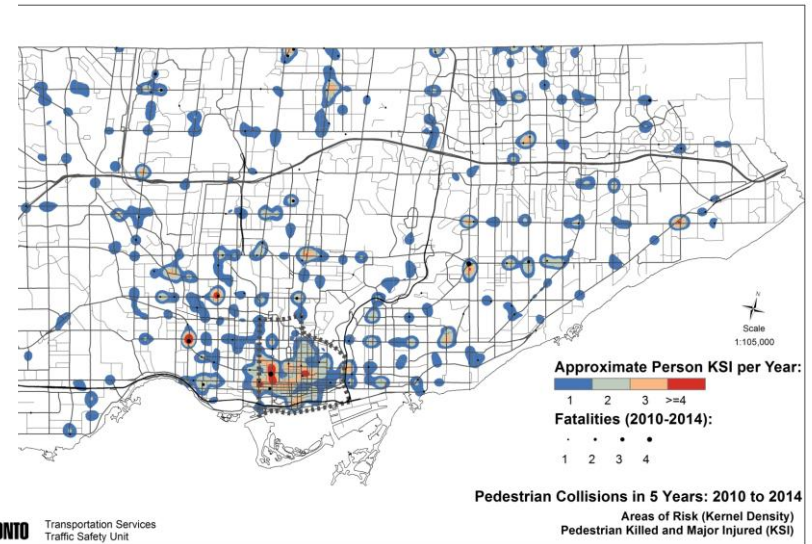 N
Scale
1:105,000
Approximate Person KSI per Year:
1 2 3 >=4
Fatalities (2010-2014):
1 2 3 4
Pedestrian Collisions in 5 Years: 2010 to 2014
Areas of Risk (Kernel Density)
Pedestrian Killed and Major Injured (KSI)
ONTO
Transportation Services
Traffic Safety Unit